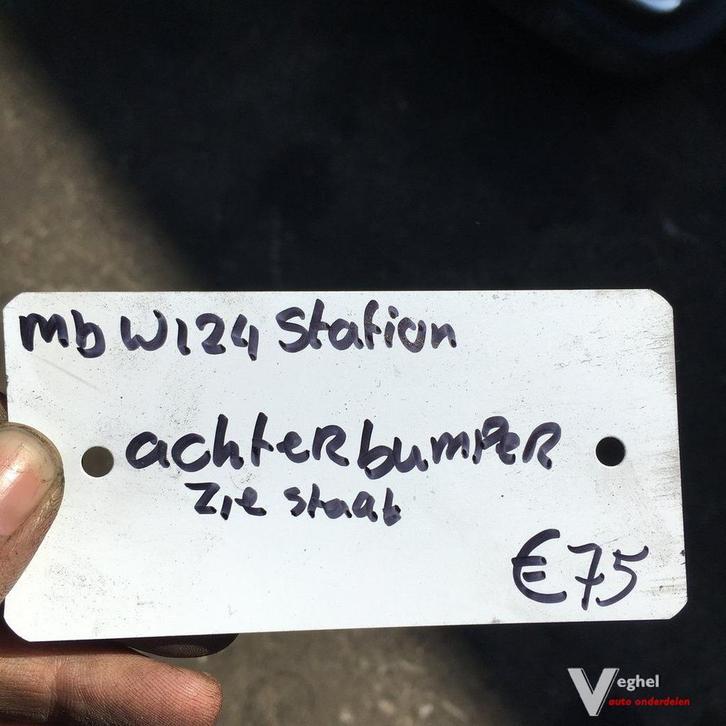 mb W124 Station
achterbumper
zie staat
€75
Veghel
auto onderdelen